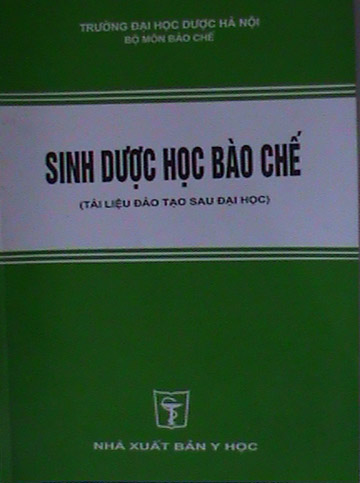 TRƯỜNG ĐẠI HỌC DƯỢC HÀ NỘI
BỘ MÔN BÀO CHẾ
SINH DƯỢC HỌC BÀO CHẾ
(TÀI LIỆU ĐÀO TẠO SAU ĐẠI HỌC)
NHÀ XUẤT BẢN Y HỌC